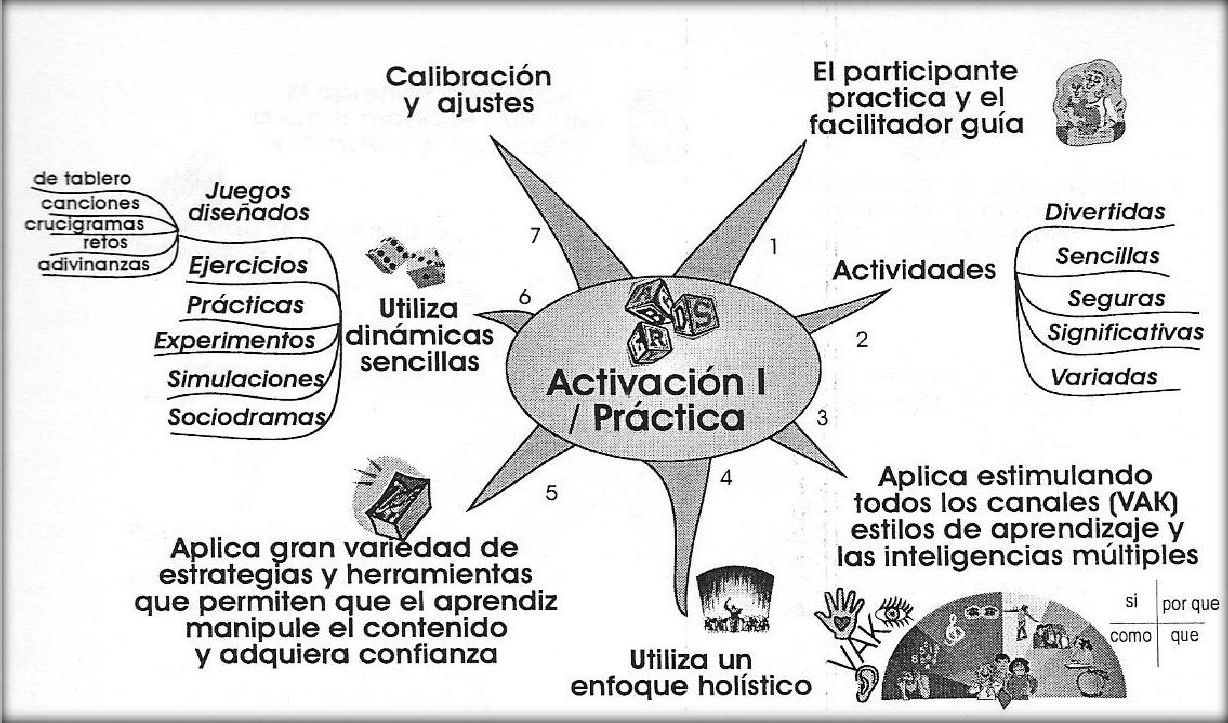 Activación I
/ Práctica
1
El participante
practica y el
facilitador guía
2
Actividades
Divertidas
Sencillas
Seguras
Significativas
Variadas
3
Aplica estimulando
todos los canales (VAK)
estilos de aprendizaje y
las inteligencias múltiples
VAK
si
por que
como
que
4
Utiliza un
enfoque holístico
5
Aplica gran variedad de
estrategias y herramientas
que permiten que el aprendiz
manipule el contenido
y adquiera confianza
6
Utiliza
dinámicas
sencillas
Juegos
diseñados
de tablero
canciones
crucigramas
retos
adivinanzas
Ejercicios
Prácticas
Experimentos
Simulaciones
Sociodramas
7
Calibración
y ajustes